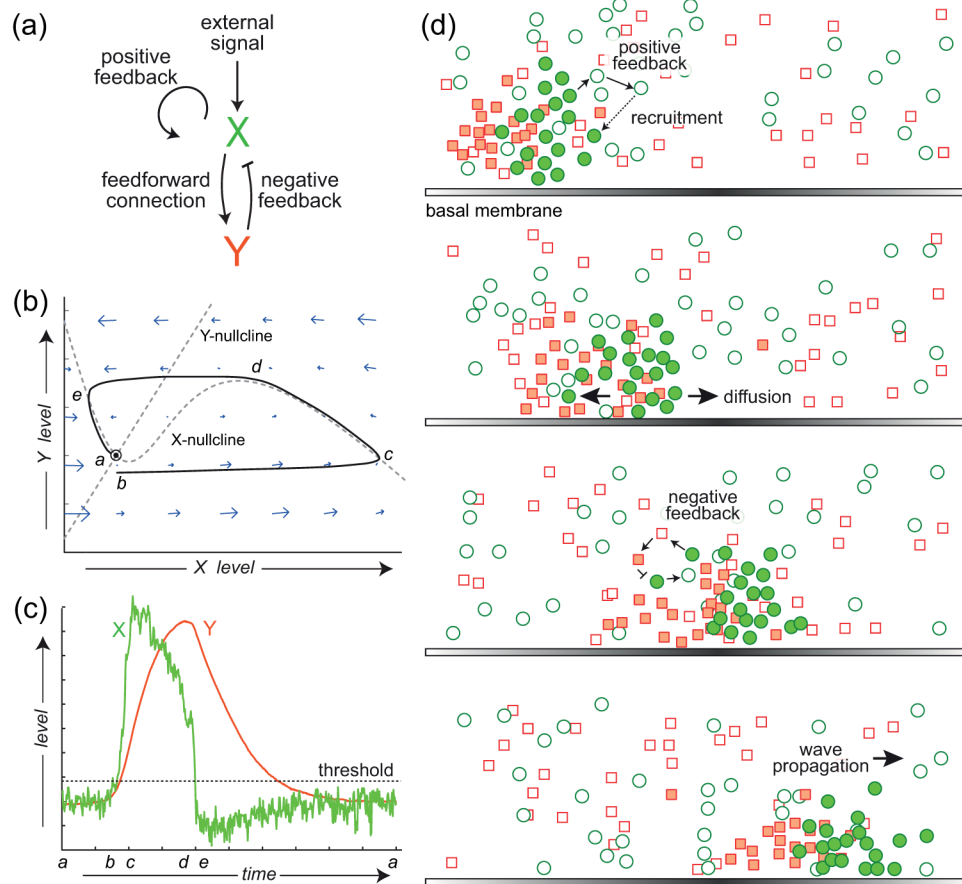 (a)
external
signal
positive
feedback
X
feedforward
connection
negative
feedback
Y
(b)
Y-nullcline
d
e
X-nullcline
a
b
c
Y level
X level
(c)
X
Y
level
threshold
a
b
c
d
e
a
time
(d)
positive
feedback
recruitment
basal membrane
diffusion
negative
feedback
wave
propagation